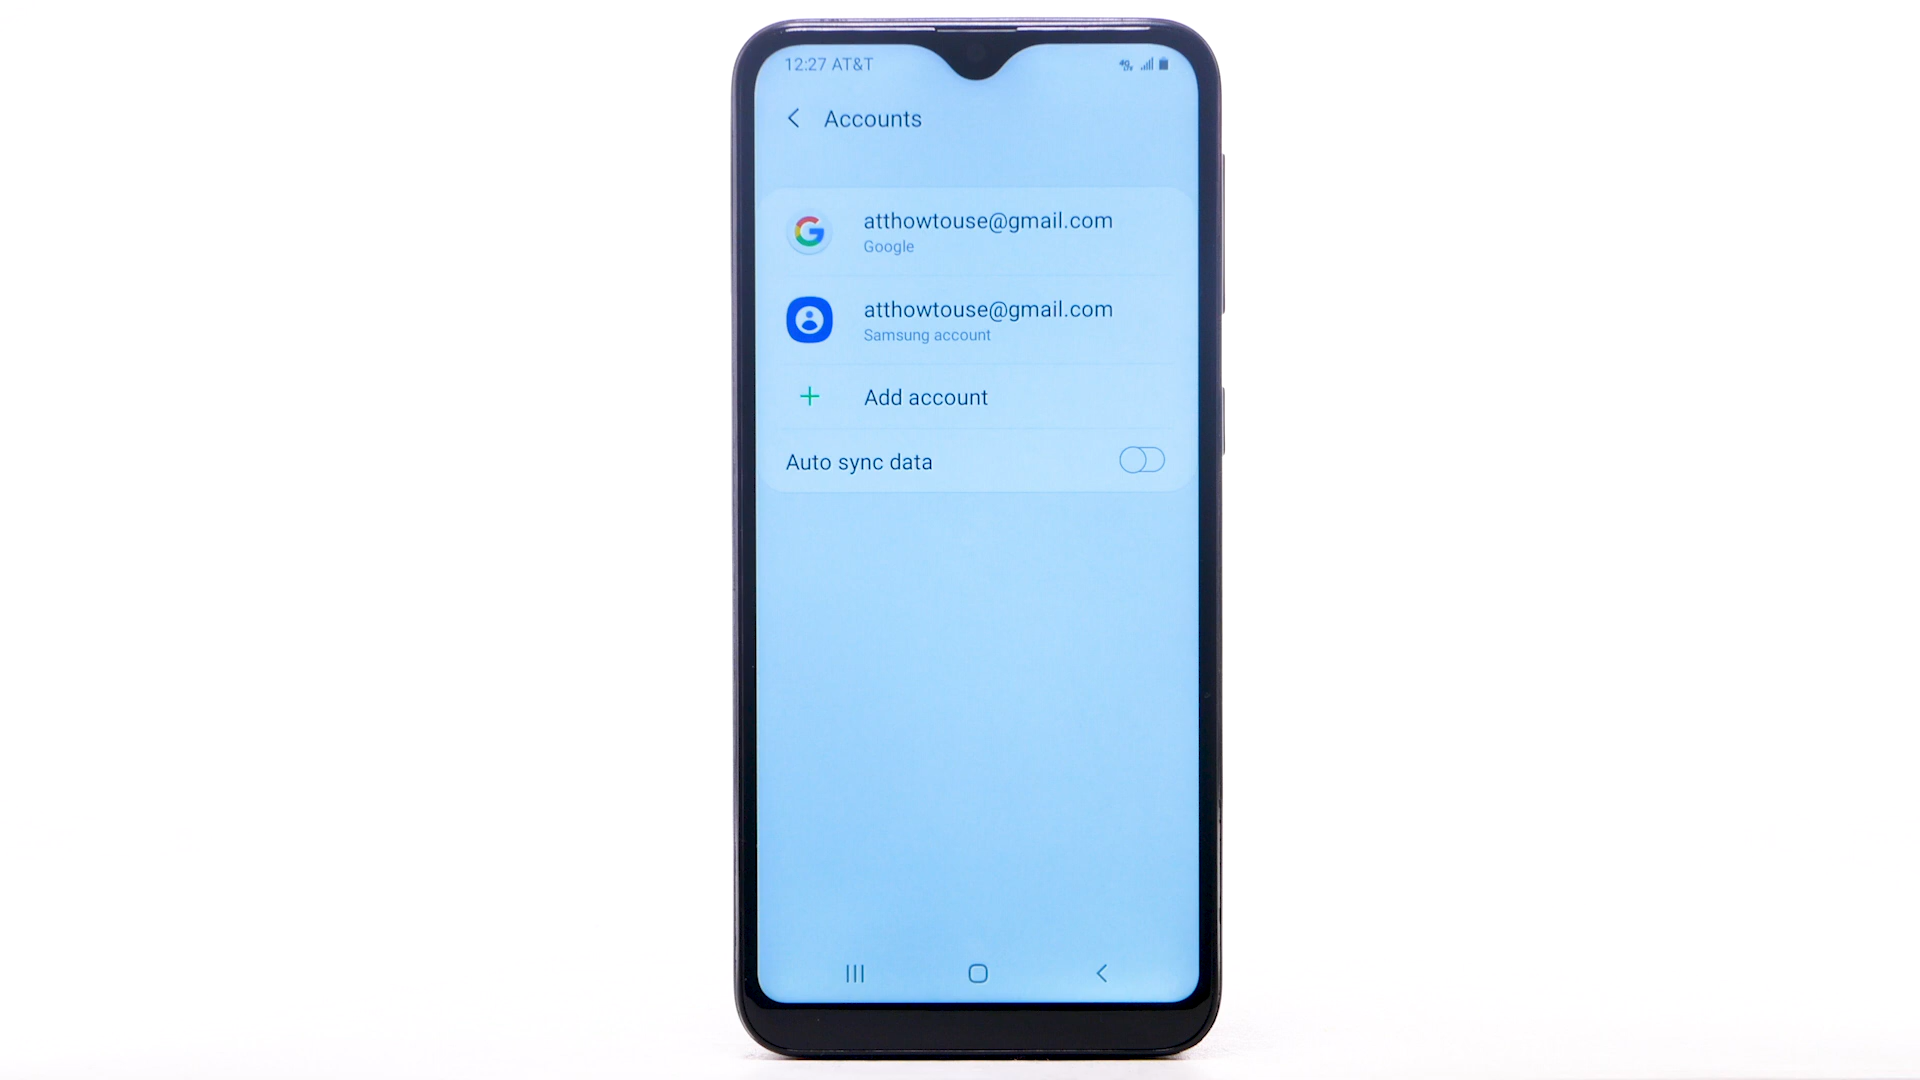 12:27 AT&T
Accounts
atthowtouse@gmail.com
Google
atthowtouse@gmail.com
Samsung account
Add account
Auto sync data